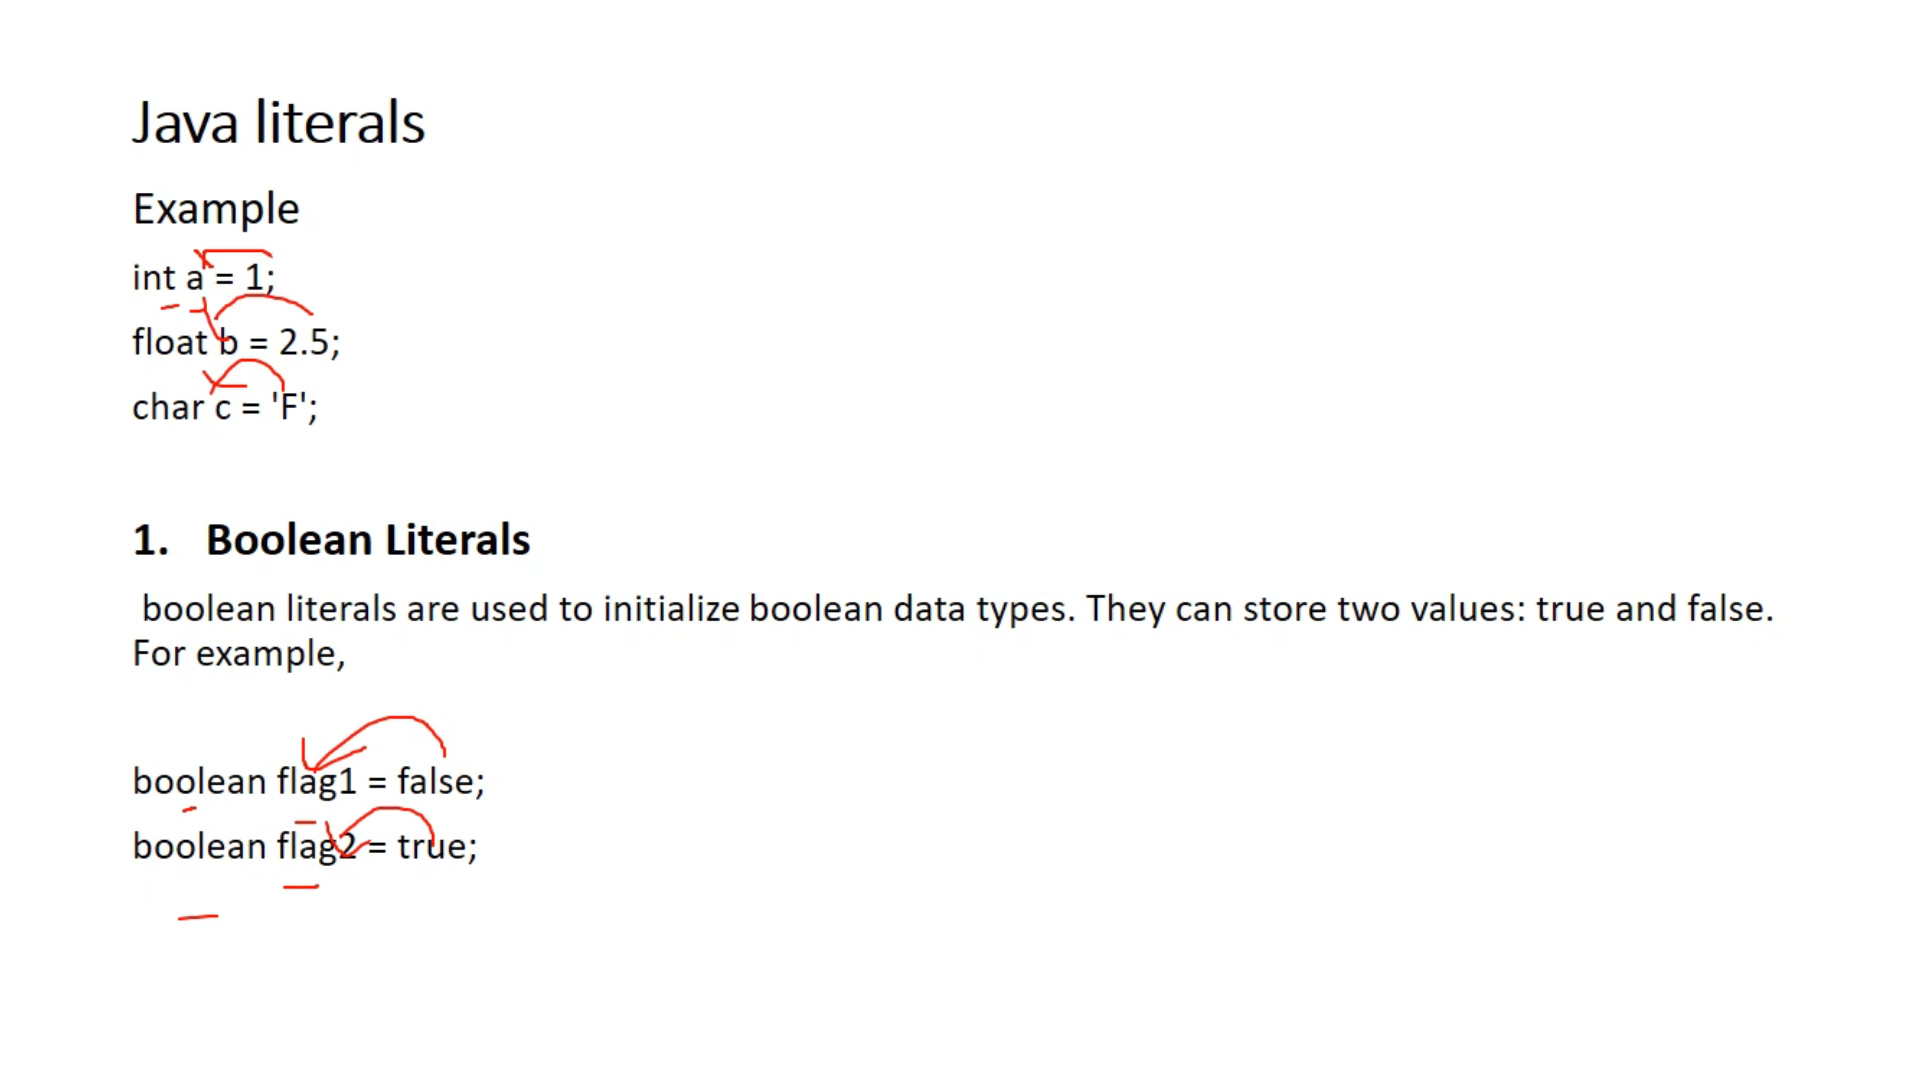 Java literals
Example
int a = 1;
float b = 2.5;
char c = 'F';
1. Boolean Literals
boolean literals are used to initialize boolean data types. They can store two values: true and false.
For example,
boolean flag1 = false;
boolean flag2 = true;